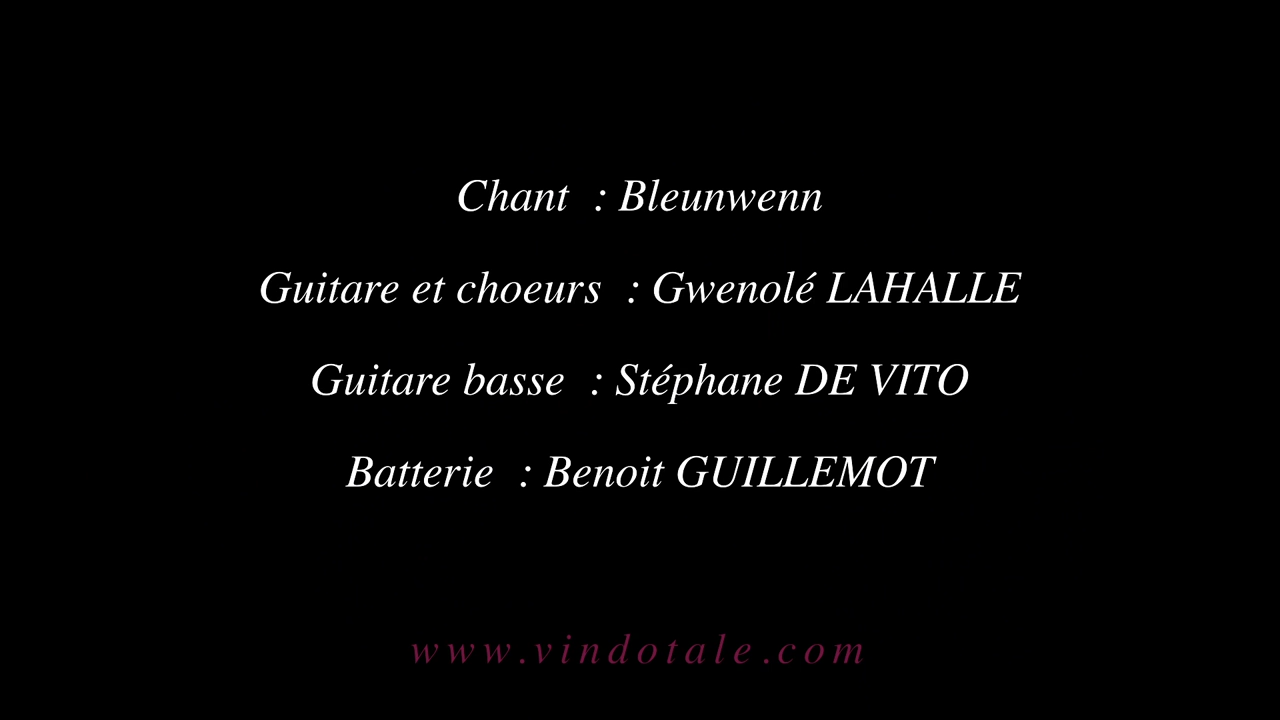 Chant  : Bleunwenn
Guitare et choeurs  : Gwenolé LAHALLE
Guitare basse  : Stéphane DE VITO
Batterie  : Benoit GUILLEMOT
www.vindotale.com